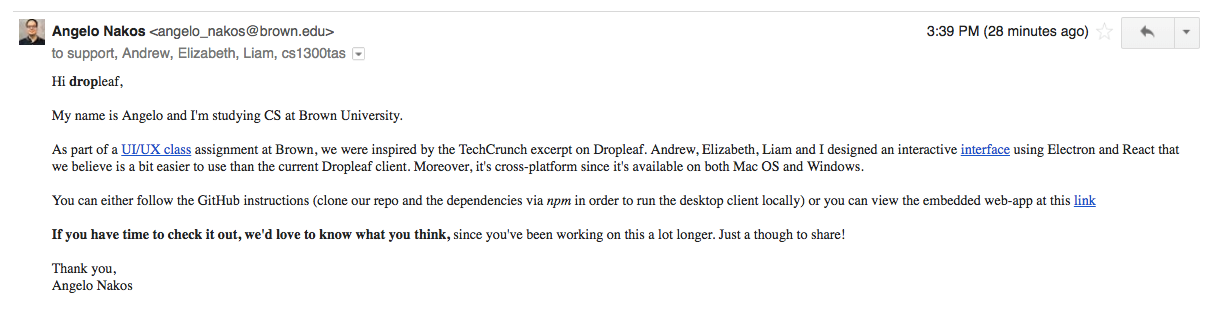 Angelo Nakos <angelo_nakos@brown.edu>
3:39 PM (28 minutes ago)
to support, Andrew, Elizabeth, Liam, cs1300tas
Hi dropleaf,
My name is Angelo and I'm studying CS at Brown University.
As part of a UI/UX class assignment at Brown, we were inspired by the TechCrunch excerpt on Dropleaf. Andrew, Elizabeth, Liam and I designed an interactive interface using Electron and React that
we believe is a bit easier to use than the current Dropleaf client. Moreover, it's cross-platform since it's available on both Mac OS and Windows.
You can either follow the GitHub instructions (clone our repo and the dependencies via npm in order to run the desktop client locally) or you can view the embedded web-app at this link
If you have time to check it out, we'd love to know what you think, since you've been working on this a lot longer. Just a though to share!
Thank you,
Angelo Nakos